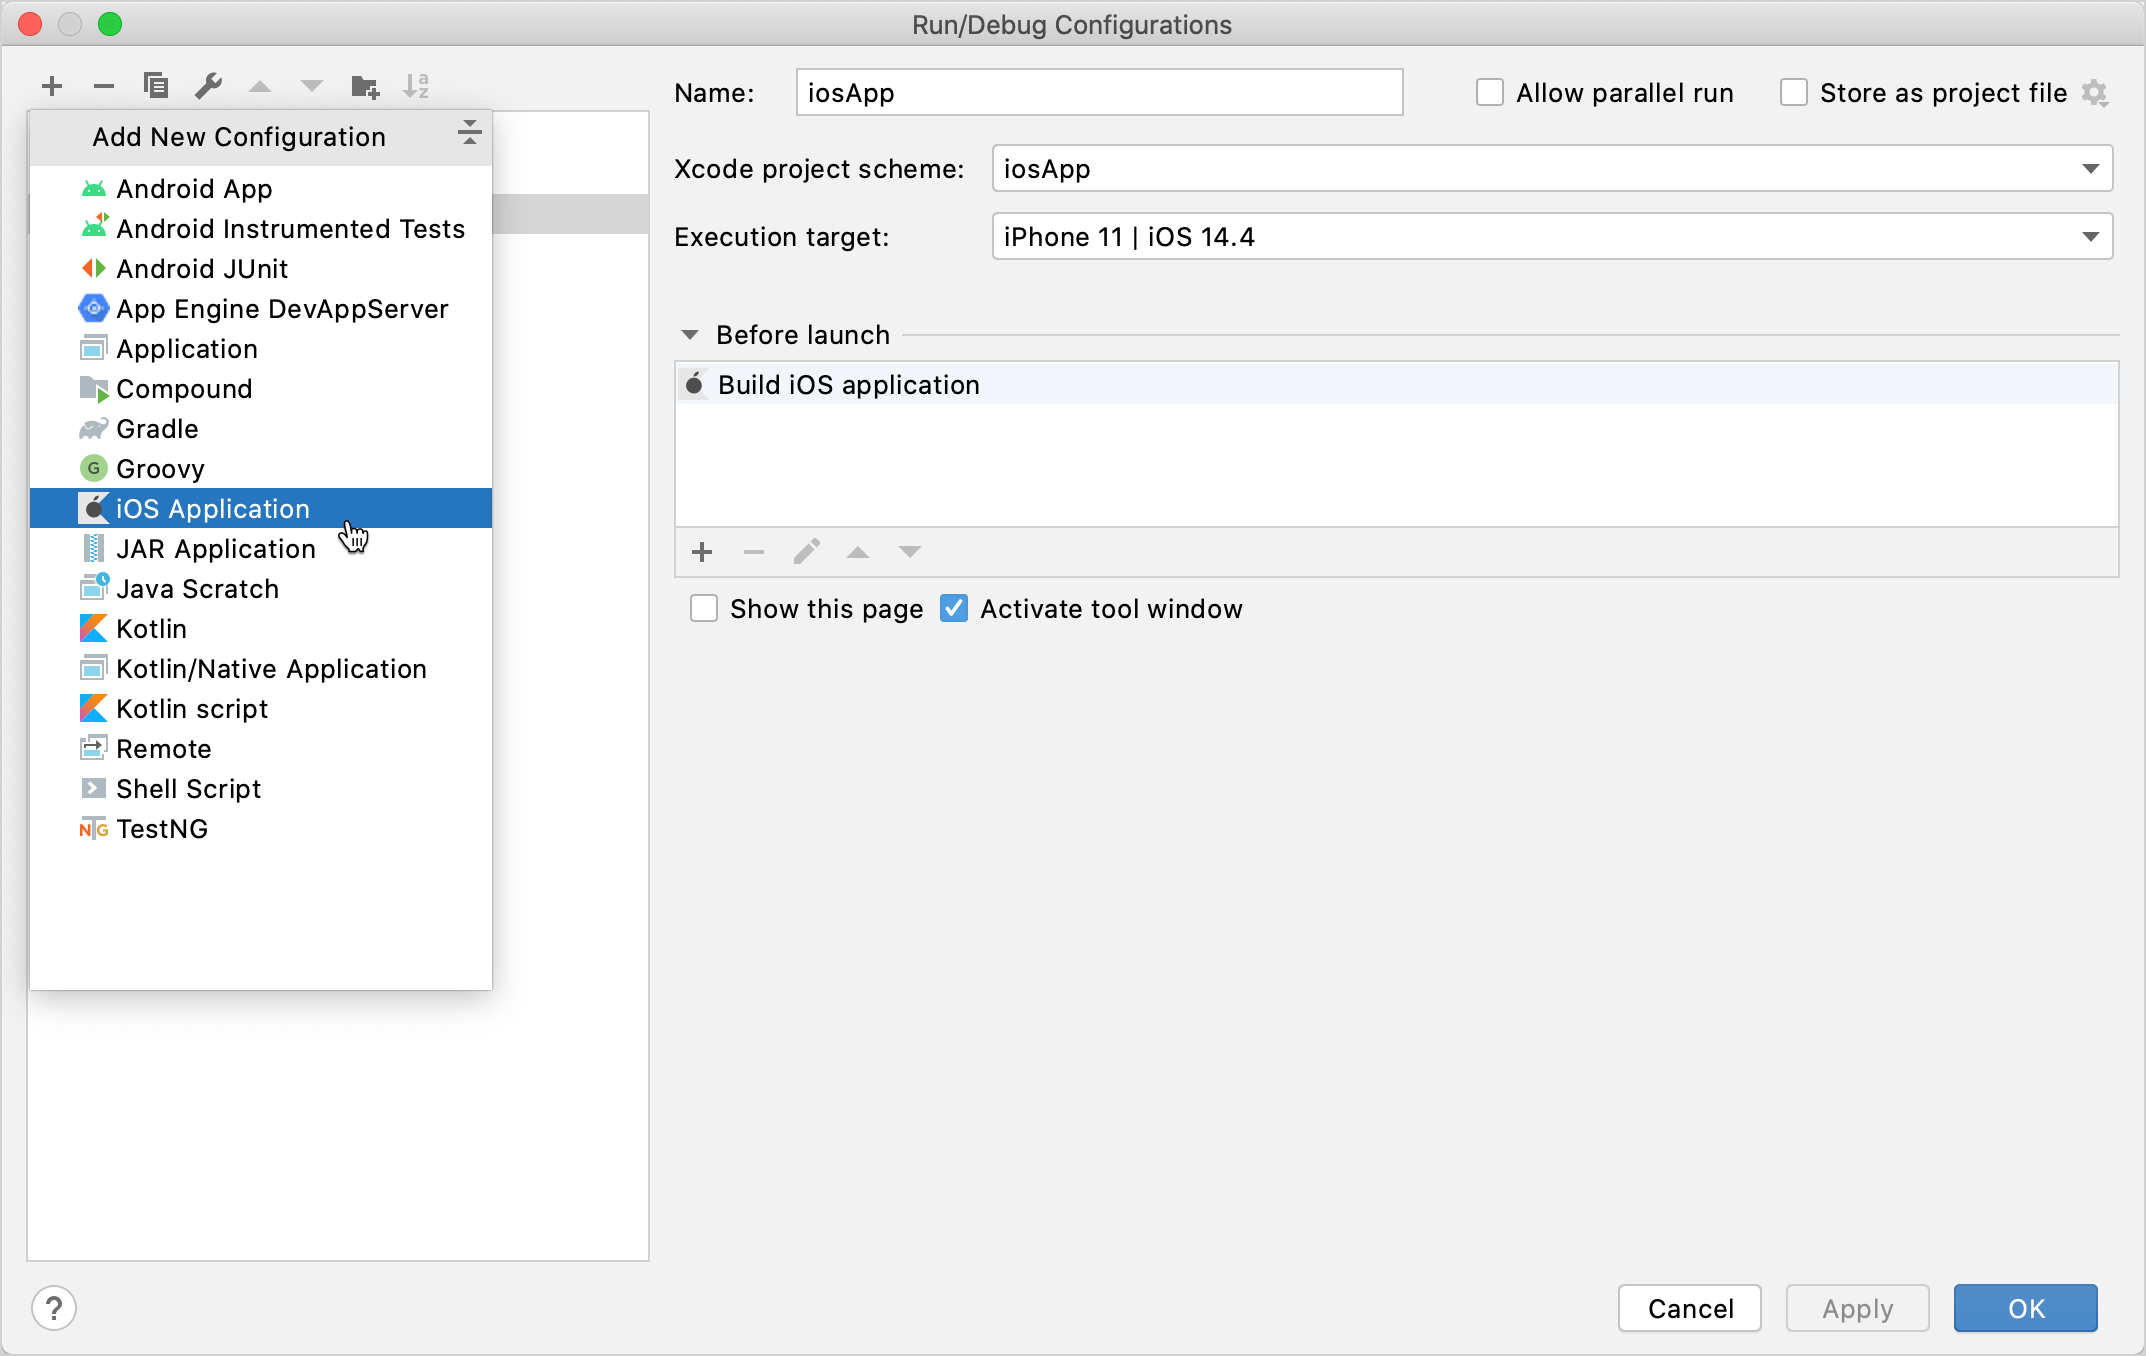 Run/Debug Configurations
Name: iosApp Allow parallel run Store as project file
Add New Configuration
Android App
Android Instrumented Tests
Android JUnit
App Engine DevAppServer
Application
Compound
Gradle
G Groovy
iOS Application
JAR Application
Java Scratch
Kotlin
Kotlin/Native Application
Kotlin script
Remote
Shell Script
NTG TestNG
Xcode project scheme: iosApp
Execution target: iPhone 11 | iOS 14.4
Before launch
Build iOS application
Show this page Activate tool window
? Cancel Apply OK